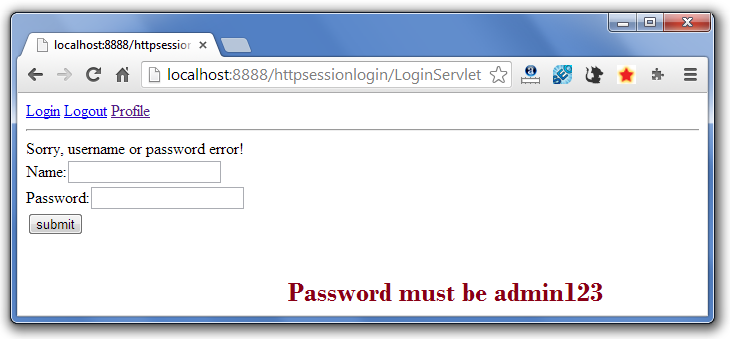 localhost:8888/httpsession
localhost:8888/httpsessionlogin/LoginServlet
Login Logout Profile
Sorry, username or password error!
Name:
Password:
submit
Password must be admin123